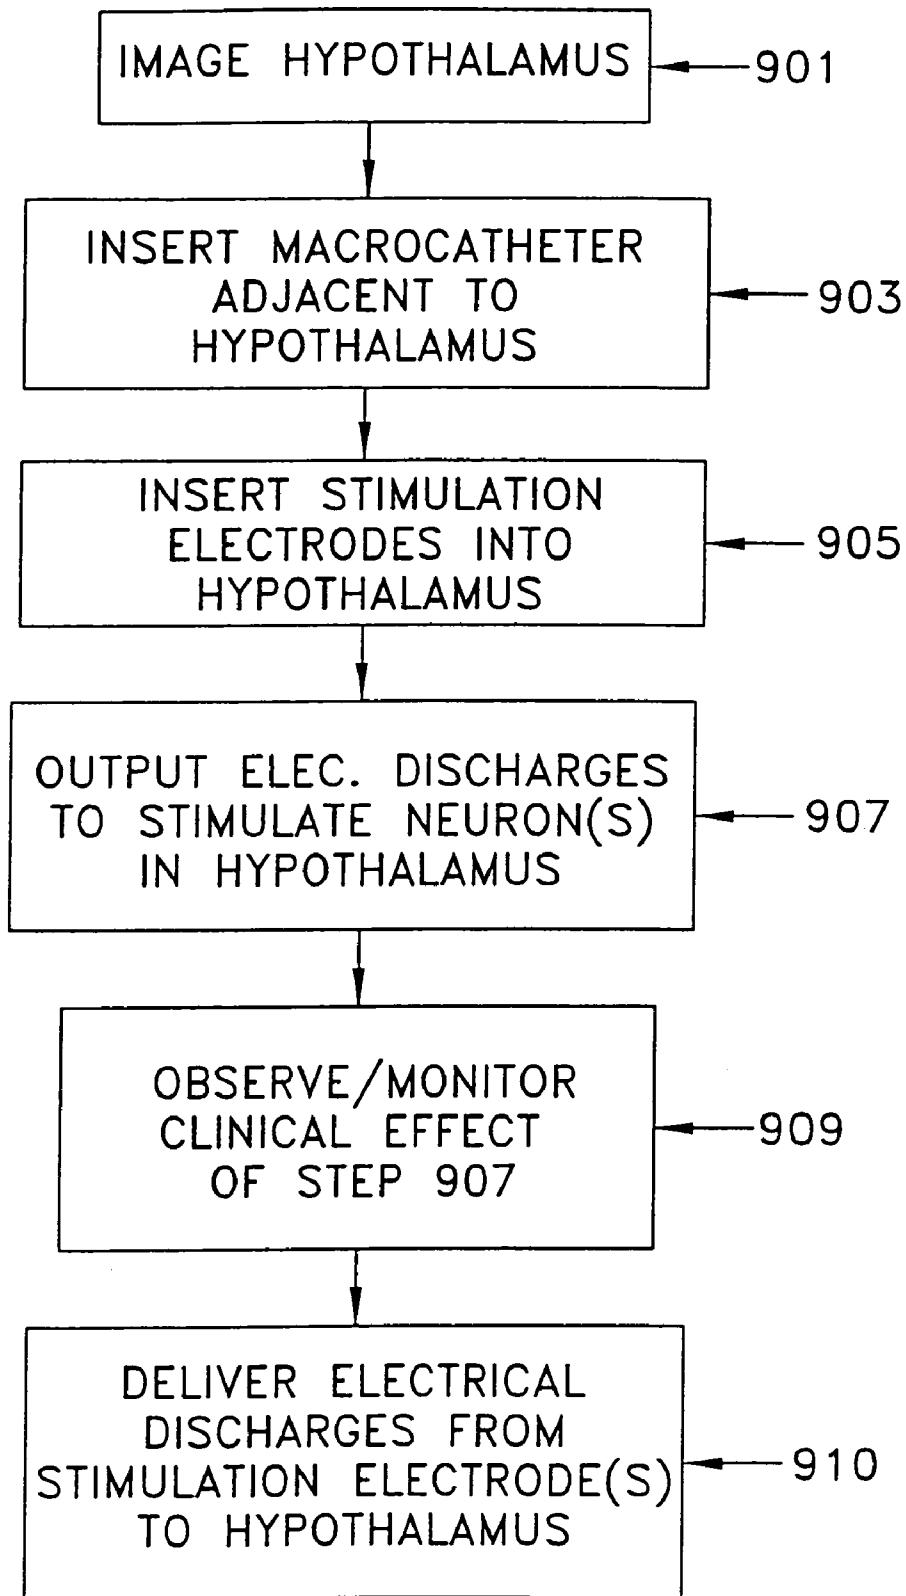 IMAGE HYPOTHALAMUS
901
INSERT MACROCATHETER
ADJACENT TO
HYPOTHALAMUS
903
INSERT STIMULATION
ELECTRODES INTO
HYPOTHALAMUS
905
OUTPUT ELEC. DISCHARGES
TO STIMULATE NEURON(S)
IN HYPOTHALAMUS
907
OBSERVE/MONITOR
CLINICAL EFFECT
OF STEP 907
909
DELIVER ELECTRICAL
DISCHARGES FROM
STIMULATION ELECTRODE(S)
TO HYPOTHALAMUS
910